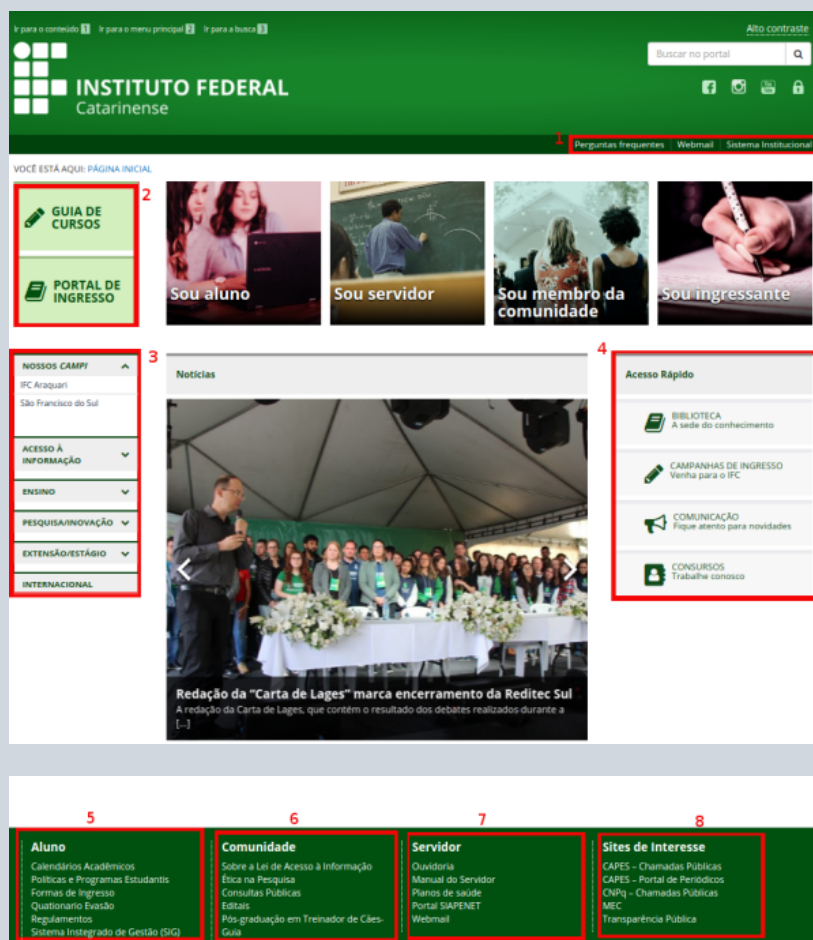 Ir para o conteúdo 1 Ir para o menu principal 2 Ir para a busca 3
Alto contraste
Buscar no portal
INSTITUTO FEDERAL
Catarinense
1
Perguntas frequentes Webmail Sistema Institucional
VOCÊ ESTÁ AQUI: PÁGINA INICIAL
2
GUIA DE
CURSOS
PORTAL DE
INGRESSO
Sou aluno
Sou servidor
Sou membro da
comunidade
Sou ingressante
3
NOSSOS CAMPI
IFC Araquari
São Francisco do Sul
ACESSO À
INFORMAÇÃO
ENSINO
PESQUISA/INOVAÇÃO
EXTENSÃO/ESTÁGIO
INTERNACIONAL
Notícias
Redação da "Carta de Lages" marca encerramento da Reditec Sul
A redação da Carta de Lages, que contém o resultado dos debates realizados durante a
[...]
4
Acesso Rápido
BIBLIOTECA
A sede do conhecimento
CAMPANHAS DE INGRESSO
Venha para o IFC
COMUNICAÇÃO
Fique atento para novidades
CONSURSOS
Trabalhe conosco
5
Aluno
Calendários Acadêmicos
Políticas e Programas Estudantis
Formas de Ingresso
Quationario Evasão
Regulamentos
Sistema Instegrado de Gestão (SIG)
6
Comunidade
Sobre a Lei de Acesso à Informação
Ética na Pesquisa
Consultas Públicas
Editais
Pós-graduação em Treinador de Cães-
Guia
7
Servidor
Ouvidoria
Manual do Servidor
Planos de saúde
Portal SIAPENET
Webmail
8
Sites de Interesse
CAPES – Chamadas Públicas
CAPES – Portal de Periódicos
CNPq – Chamadas Públicas
MEC
Transparência Pública